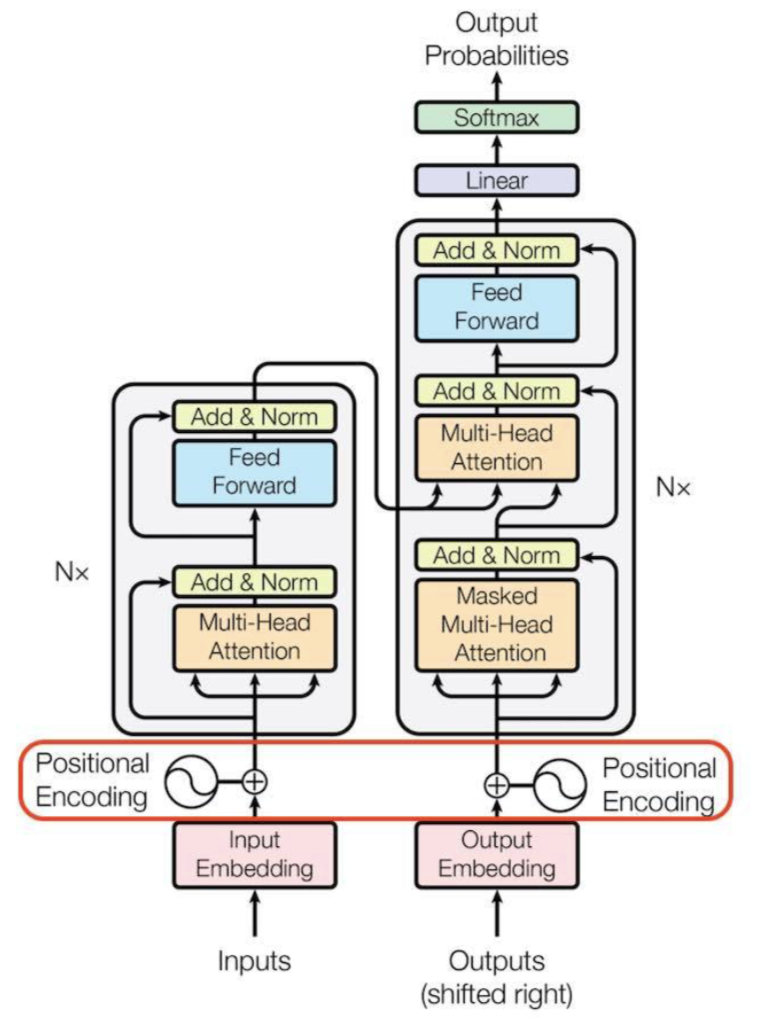 Output
Probabilities
Softmax
Linear
Add & Norm
Feed
Forward
Add & Norm
Multi-Head
Attention
Nx
Add & Norm
Masked
Multi-Head
Attention
Add & Norm
Feed
Forward
Nx
Add & Norm
Multi-Head
Attention
Positional
Encoding
Positional
Encoding
Input
Embedding
Output
Embedding
Inputs
Outputs
(shifted right)